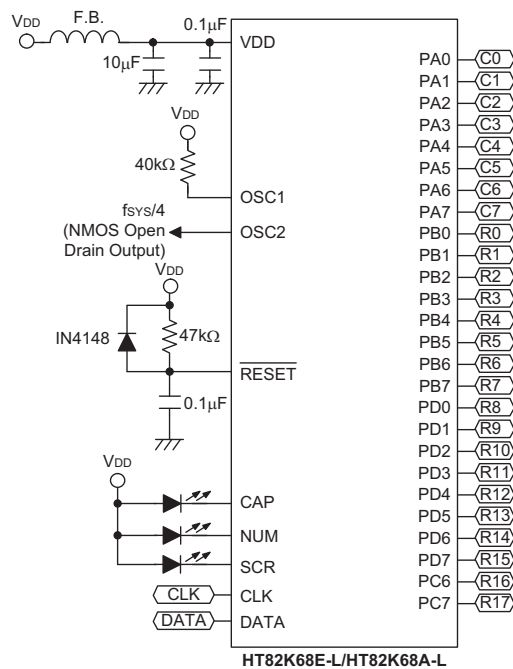 VDD
F.B.
0.1μF
10μF
VDD
VDD
40kΩ
OSC1
fSYS/4
(NMOS Open
Drain Output)
OSC2
VDD
IN4148
47kΩ
RESET
0.1μF
VDD
CAP
NUM
SCR
CLK CLK
DATA DATA
PA0 C0
PA1 C1
PA2 C2
PA3 C3
PA4 C4
PA5 C5
PA6 C6
PA7 C7
PB0 R0
PB1 R1
PB2 R2
PB3 R3
PB4 R4
PB5 R5
PB6 R6
PB7 R7
PD0 R8
PD1 R9
PD2 R10
PD3 R11
PD4 R12
PD5 R13
PD6 R14
PD7 R15
PC6 R16
PC7 R17
HT82K68E-L/HT82K68A-L